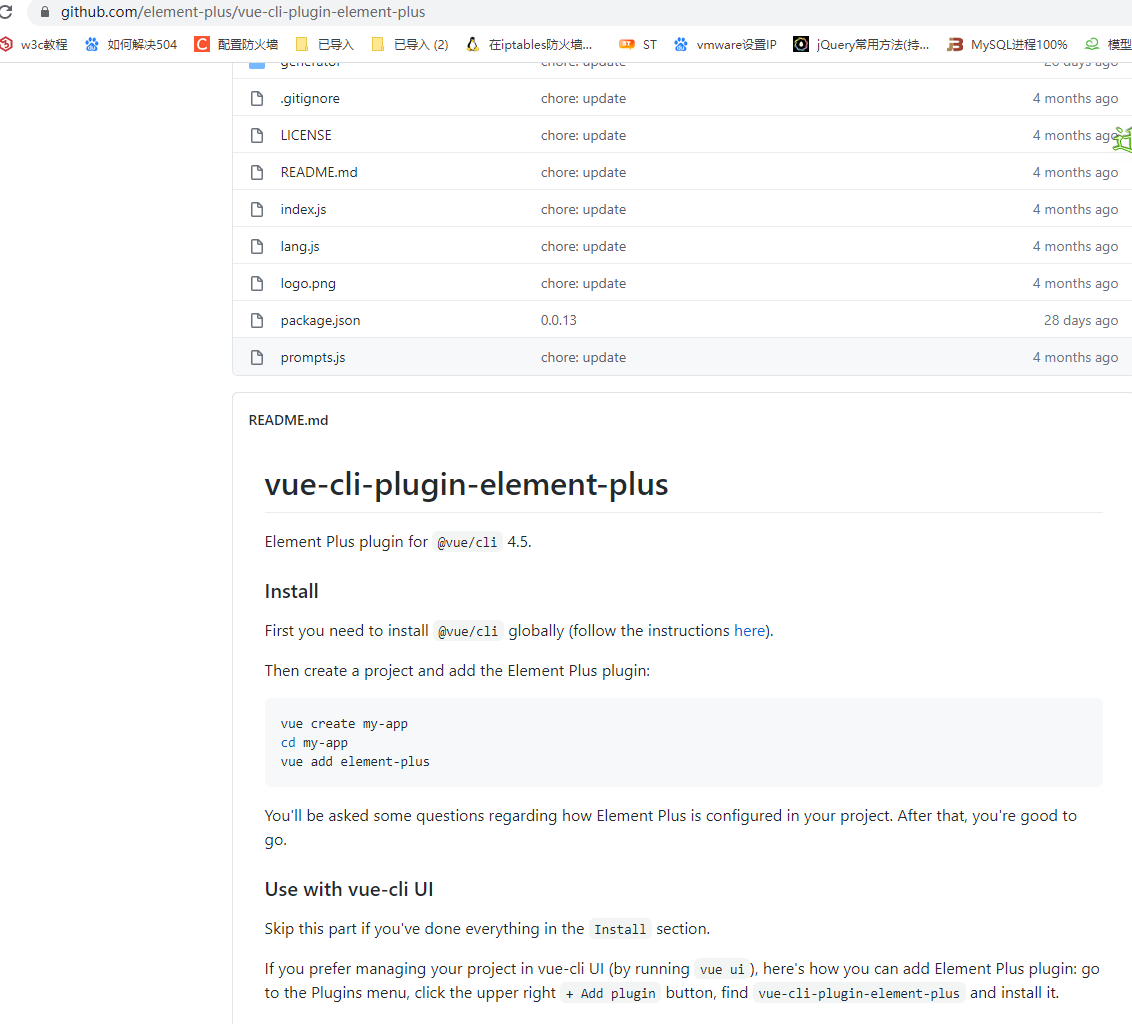 github.com/element-plus/vue-cli-plugin-element-plus
w3c教程 如何解决504 配置防火墙 已导入 已导入 (2) 在iptables防火墙... ST vmware设置IP jQuery常用方法(持... MySQL进程100% 模型
generator chore: update 28 days ago
.gitignore chore: update 4 months ago
LICENSE chore: update 4 months ago
README.md chore: update 4 months ago
index.js chore: update 4 months ago
lang.js chore: update 4 months ago
logo.png chore: update 4 months ago
package.json 0.0.13 28 days ago
prompts.js chore: update 4 months ago
README.md
vue-cli-plugin-element-plus
Element Plus plugin for @vue/cli 4.5.
Install
First you need to install @vue/cli globally (follow the instructions here).
Then create a project and add the Element Plus plugin:
vue create my-app
cd my-app
vue add element-plus
You'll be asked some questions regarding how Element Plus is configured in your project. After that, you're good to
go.
Use with vue-cli UI
Skip this part if you've done everything in the Install section.
If you prefer managing your project in vue-cli UI (by running vue ui), here's how you can add Element Plus plugin: go
to the Plugins menu, click the upper right + Add plugin button, find vue-cli-plugin-element-plus and install it.